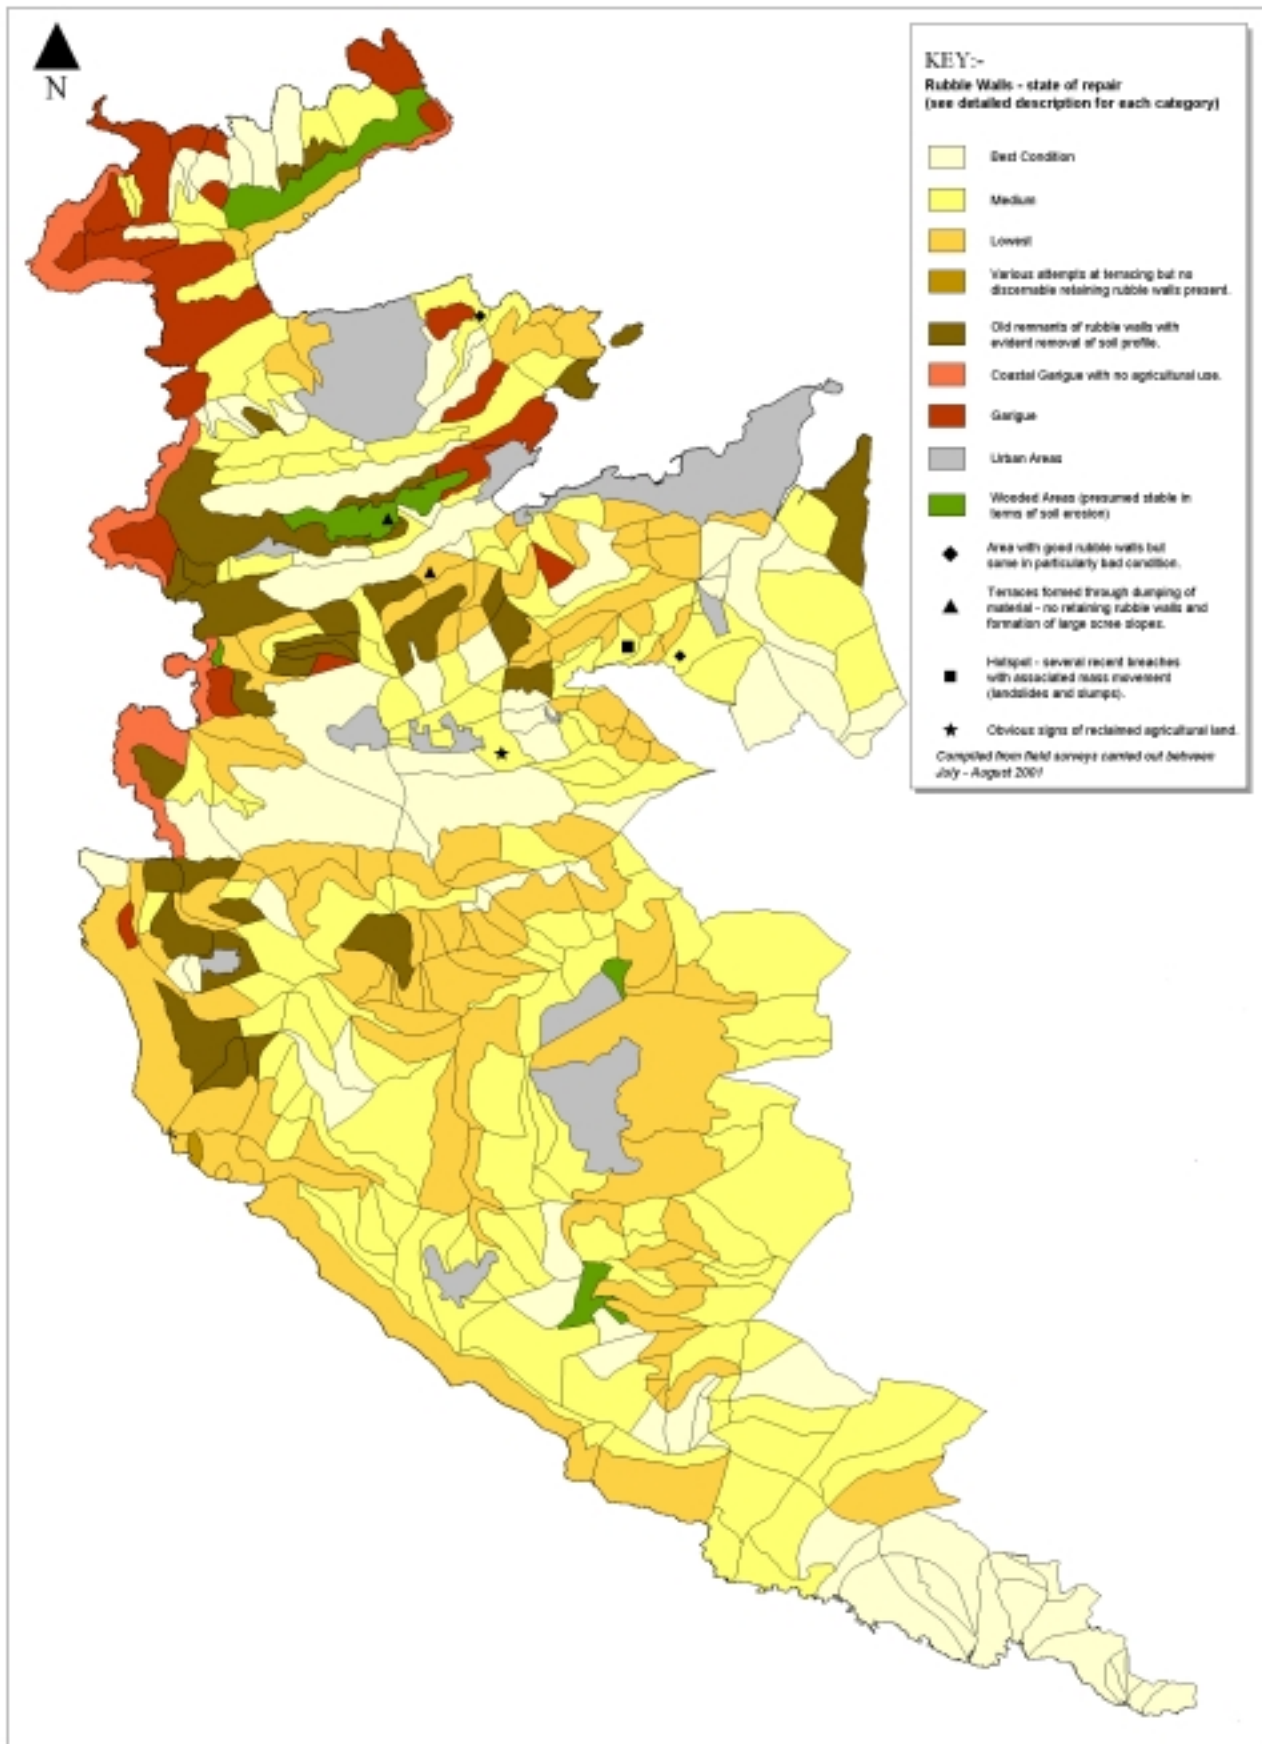 N
KEY:-
Rubble Walls - state of repair
(see detailed description for each category)
Best Condition
Medium
Lowest
Various attempts at terracing but no
discernable retaining rubble walls present.
Old remnants of rubble walls with
evident removal of soil profile.
Coastal Garigue with no agricultural use.
Garigue
Urban Areas
Wooded Areas (presumed stable in
terms of soil erosion)
Area with good rubble walls but
some in particularly bad condition.
Terraces formed through dumping of
material - no retaining rubble walls and
formation of large scree slopes.
Hotspot - several recent breaches
with associated mass movement
(landslides and slumps).
Obvious signs of reclaimed agricultural land.
Compiled from field surveys carried out between
July - August 2001